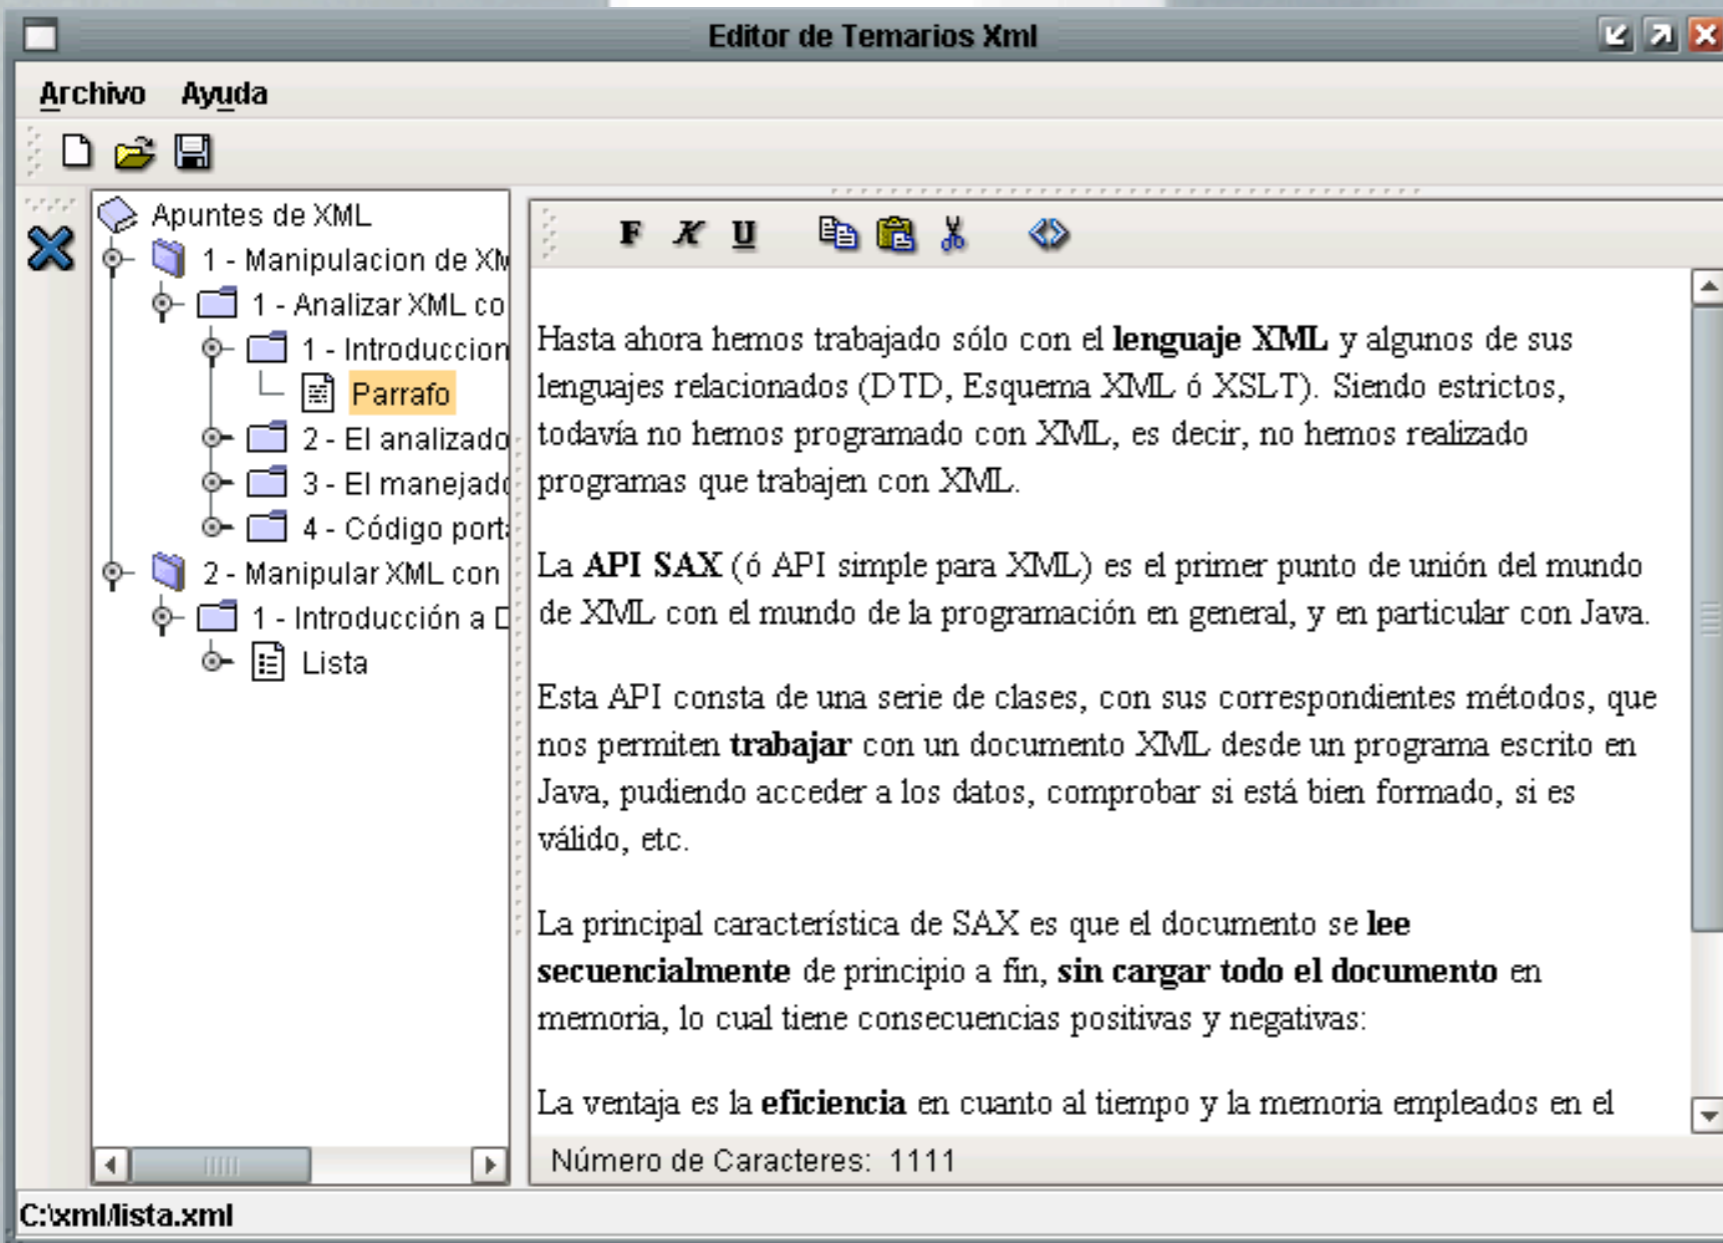 Editor de Temarios Xml
Archivo Ayuda
Apuntes de XML
1 - Manipulacion de XM
1 - Analizar XML co
1 - Introduccion
Parrafo
2 - El analizado
3 - El manejado
4 - Código port
2 - Manipular XML con
1 - Introducción a D
Lista
F K U
Hasta ahora hemos trabajado sólo con el lenguaje XML y algunos de sus
lenguajes relacionados (DTD, Esquema XML ó XSLT). Siendo estrictos,
todavía no hemos programado con XML, es decir, no hemos realizado
programas que trabajen con XML.
La API SAX (ó API simple para XML) es el primer punto de unión del mundo
de XML con el mundo de la programación en general, y en particular con Java.
Esta API consta de una serie de clases, con sus correspondientes métodos, que
nos permiten trabajar con un documento XML desde un programa escrito en
Java, pudiendo acceder a los datos, comprobar si está bien formado, si es
válido, etc.
La principal característica de SAX es que el documento se lee
secuencialmente de principio a fin, sin cargar todo el documento en
memoria, lo cual tiene consecuencias positivas y negativas:
La ventaja es la eficiencia en cuanto al tiempo y la memoria empleados en el
Número de Caracteres: 1111
C:\xml/lista.xml